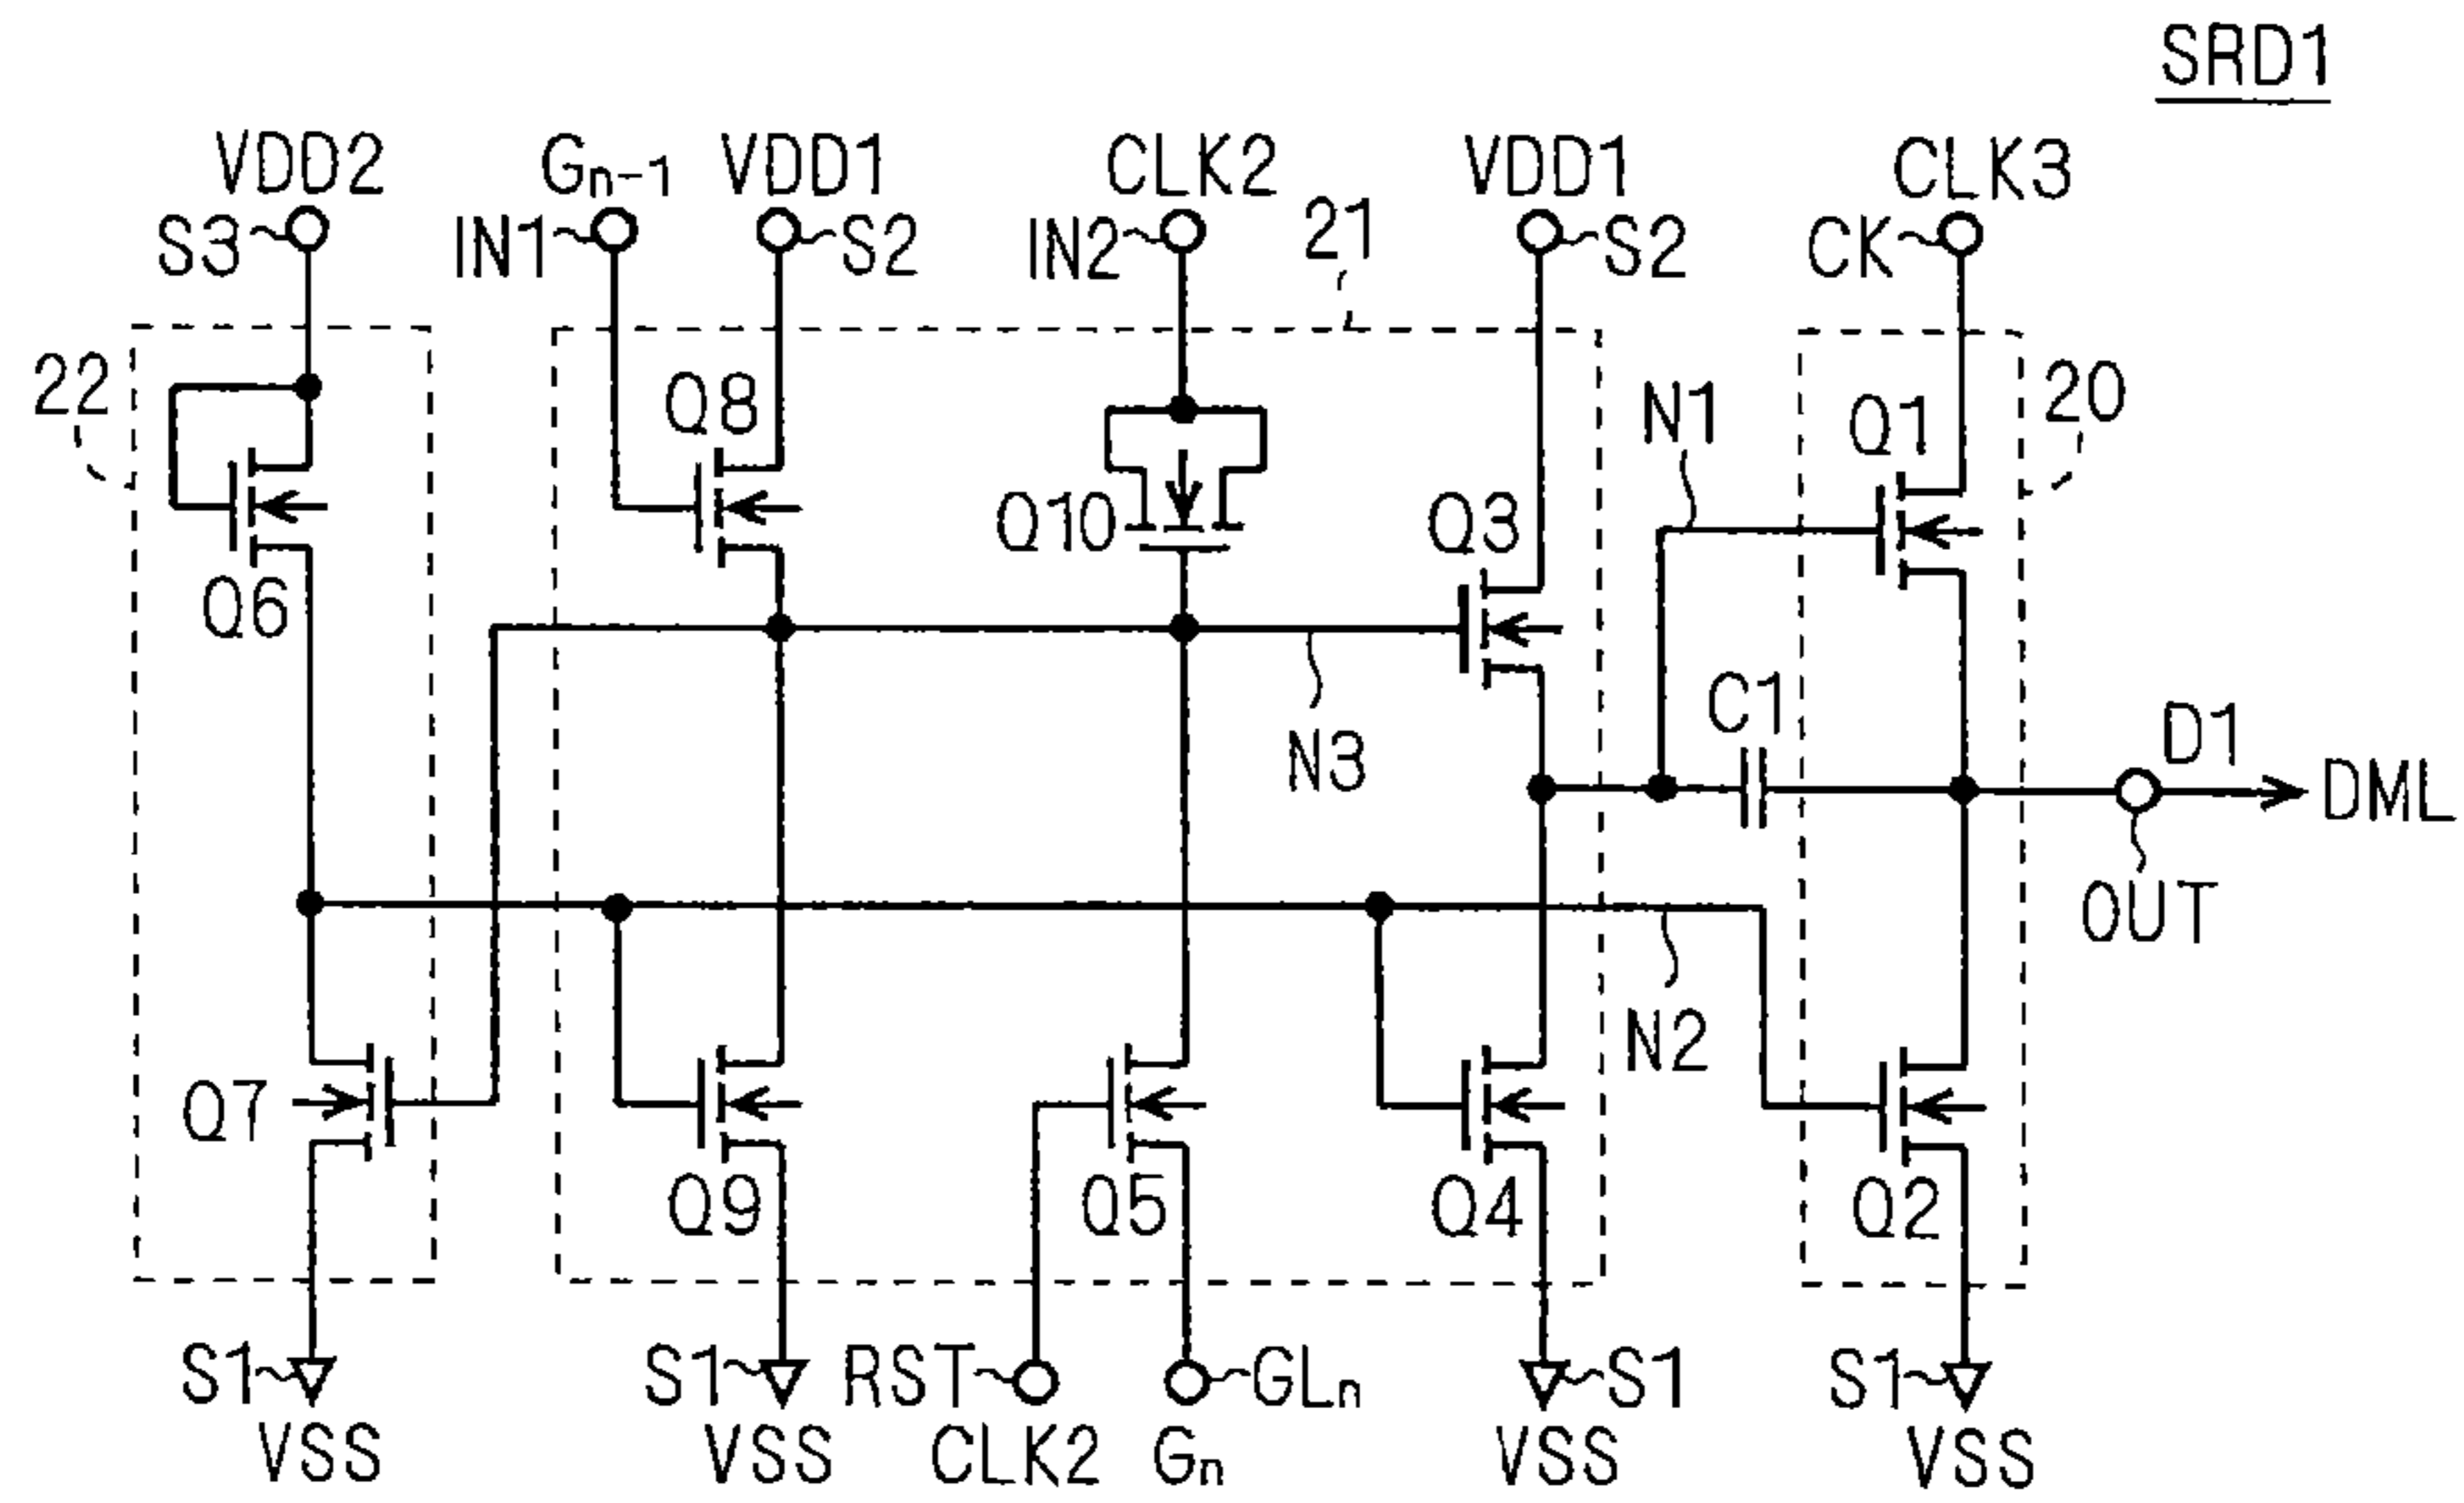 SRD1
VDD2 Gn-1 VDD1 CLK2 VDD1 CLK3
S3 IN1 S2 IN2 21 S2 CK
22 Q8 N1 Q1 20
Q10 Q3
Q6
C1 D1
N3 DML
OUT
N2
Q7
Q9 Q5 Q4 Q2
S1 S1 RST GLn S1 S1
VSS VSS CLK2 Gn VSS VSS